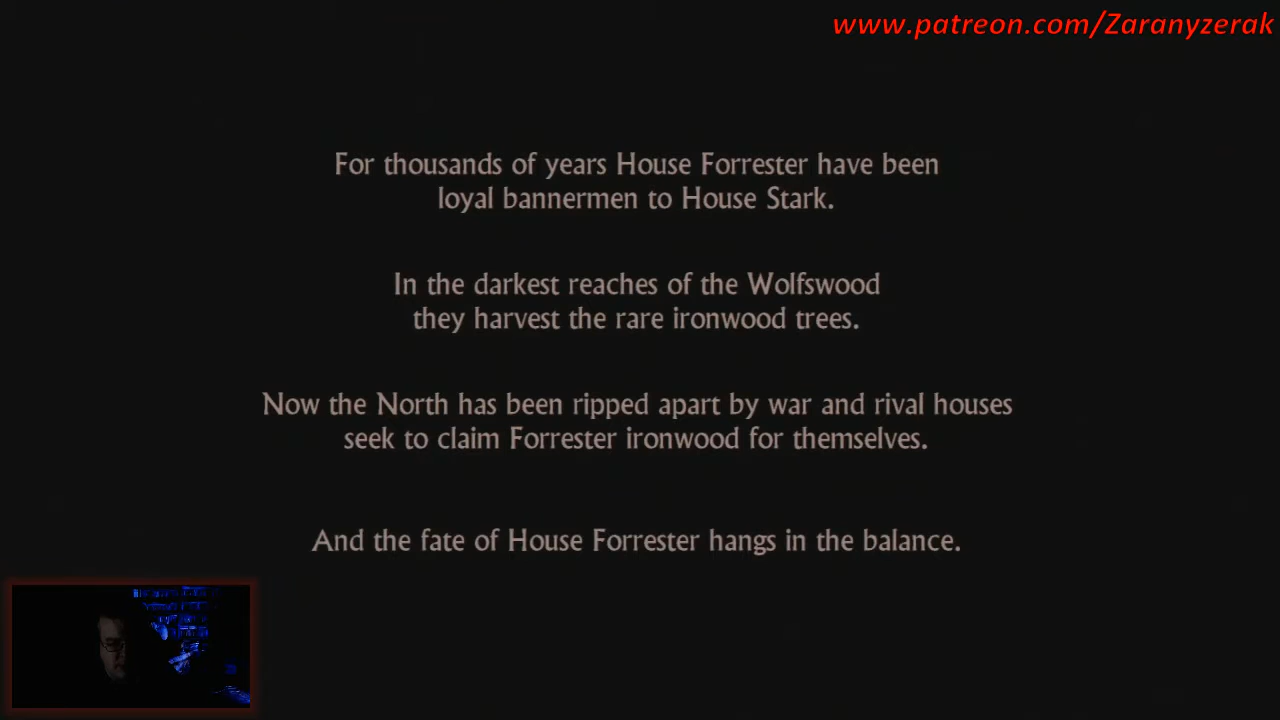 www.patreon.com/Zaranyzerak
For thousands of years House Forrester have been
loyal bannermen to House Stark.
In the darkest reaches of the Wolfswood
they harvest the rare ironwood trees.
Now the North has been ripped apart by war and rival houses
seek to claim Forrester ironwood for themselves.
And the fate of House Forrester hangs in the balance.